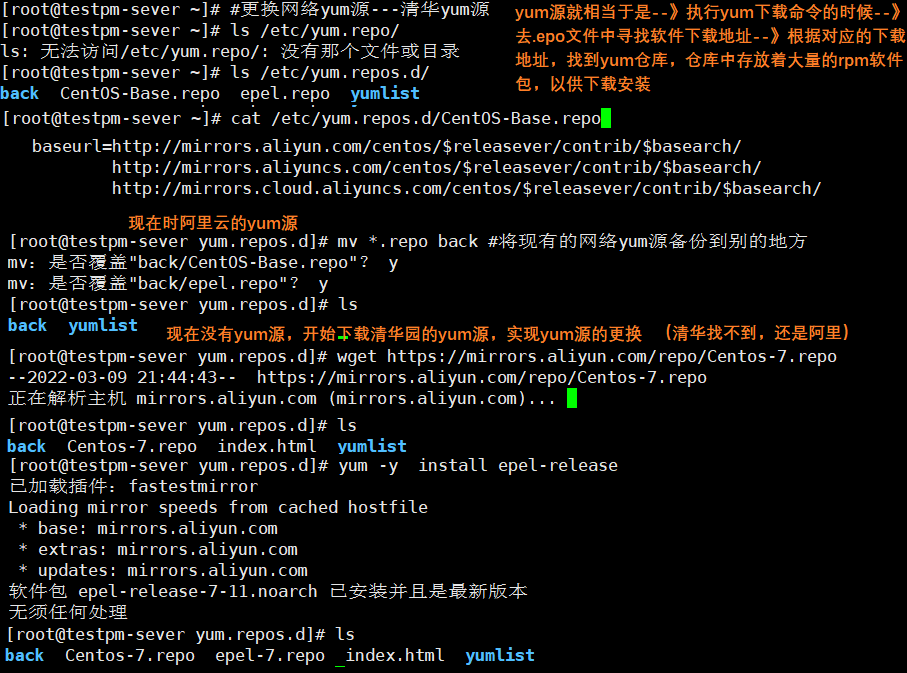 [root@testpm-sever ~]# #更换网络yum源---清华yum源
[root@testpm-sever ~]# ls /etc/yum.repo/
ls: 无法访问/etc/yum.repo/: 没有那个文件或目录
[root@testpm-sever ~]# ls /etc/yum.repos.d/
back  CentOS-Base.repo  epel.repo  yumlist
yum源就相当于是--》执行yum下载命令的时候--》
去.epo文件中寻找软件下载地址--》根据对应的下载
地址，找到yum仓库，仓库中存放着大量的rpm软件
包，以供下载安装
[root@testpm-sever ~]# cat /etc/yum.repos.d/CentOS-Base.repo
baseurl=http://mirrors.aliyun.com/centos/$releasever/contrib/$basearch/
http://mirrors.aliyuncs.com/centos/$releasever/contrib/$basearch/
http://mirrors.cloud.aliyuncs.com/centos/$releasever/contrib/$basearch/
现在时阿里云的yum源
[root@testpm-sever yum.repos.d]# mv *.repo back #将现有的网络yum源备份到别的地方
mv：是否覆盖"back/CentOS-Base.repo"？ y
mv：是否覆盖"back/epel.repo"？ y
[root@testpm-sever yum.repos.d]# ls
back  yumlist
现在没有yum源，开始下载清华园的yum源，实现yum源的更换 （清华找不到，还是阿里）
[root@testpm-sever yum.repos.d]# wget https://mirrors.aliyun.com/repo/Centos-7.repo
--2022-03-09 21:44:43--  https://mirrors.aliyun.com/repo/Centos-7.repo
正在解析主机 mirrors.aliyun.com (mirrors.aliyun.com)...
[root@testpm-sever yum.repos.d]# ls
back  Centos-7.repo  index.html  yumlist
[root@testpm-sever yum.repos.d]# yum -y  install epel-release
已加载插件：fastestmirror
Loading mirror speeds from cached hostfile
 * base: mirrors.aliyun.com
 * extras: mirrors.aliyun.com
 * updates: mirrors.aliyun.com
软件包 epel-release-7-11.noarch 已安装并且是最新版本
无须任何处理
[root@testpm-sever yum.repos.d]# ls
back  Centos-7.repo  epel-7.repo  index.html  yumlist